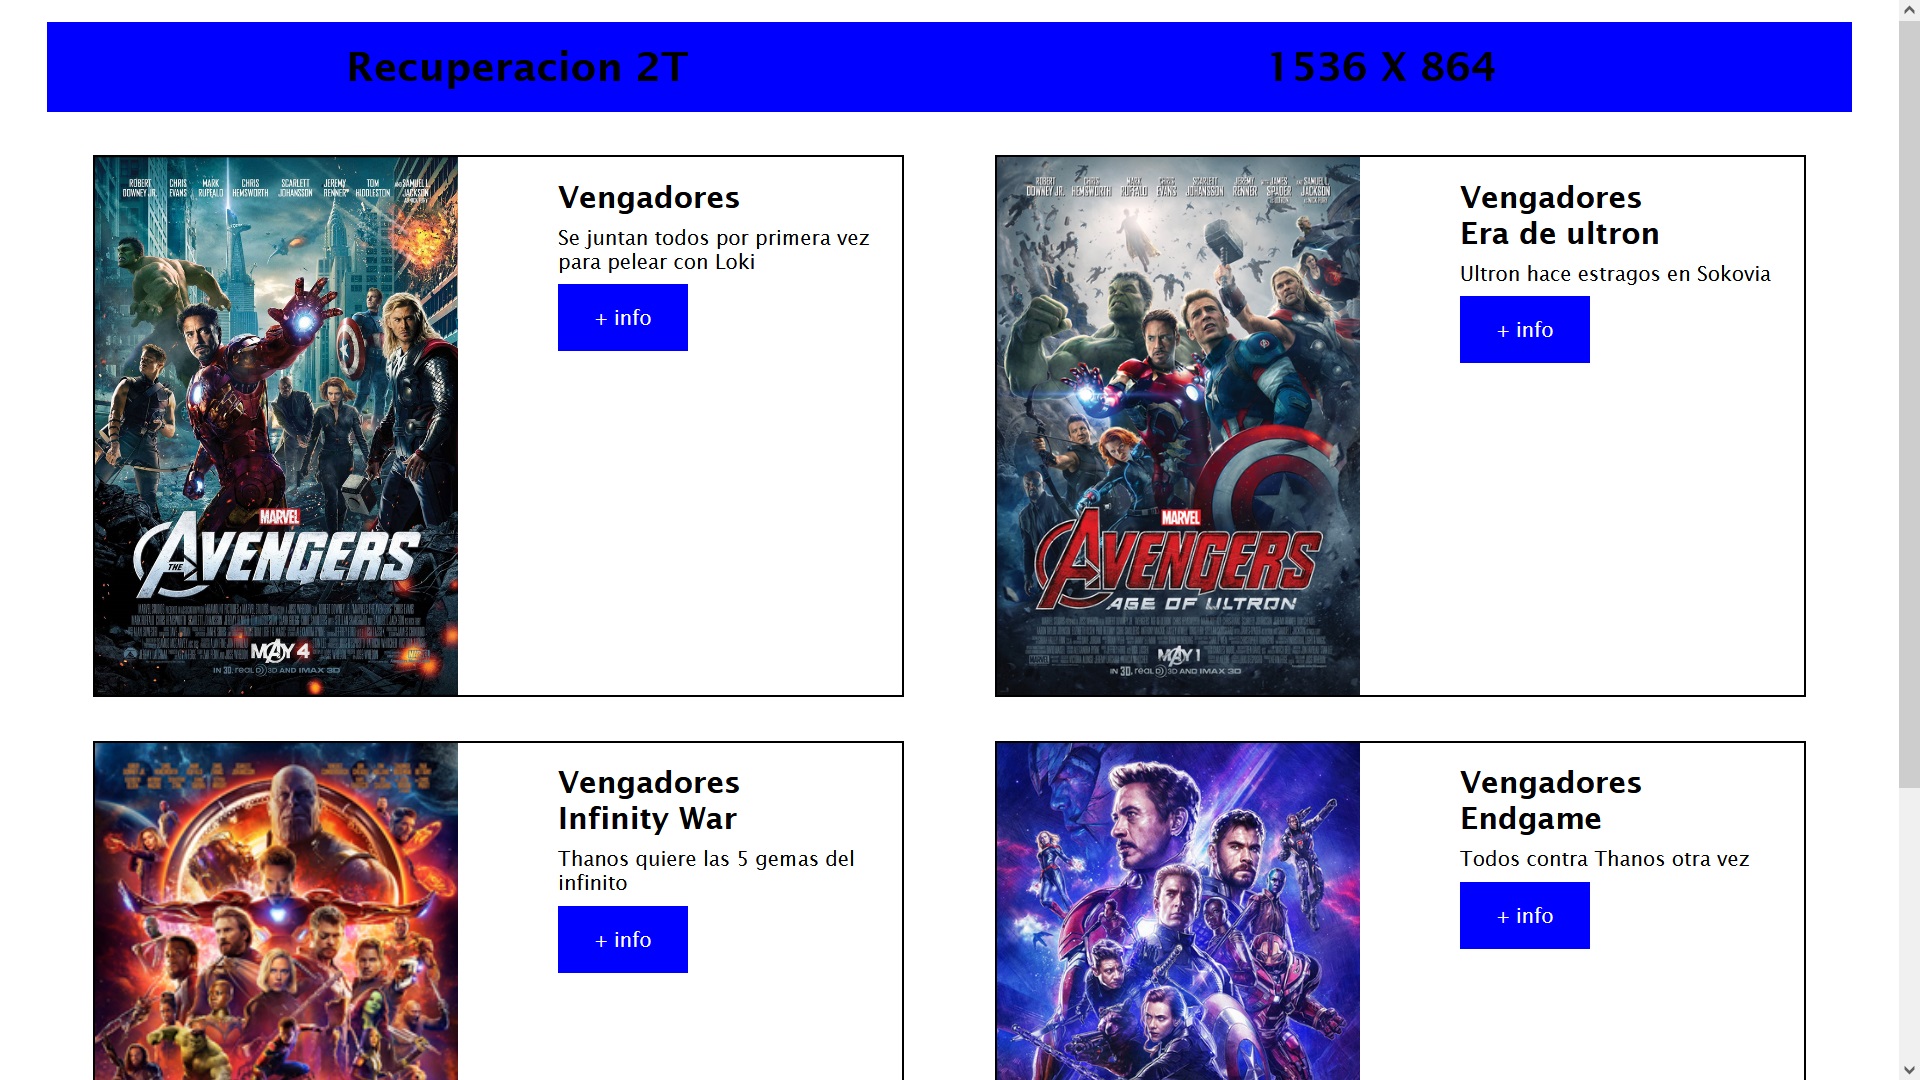 Recuperacion 2T
1536 X 864
ROBERT DOWNEY JR.
CHRIS EVANS
MARK RUFFALO
CHRIS HEMSWORTH
SCARLETT JOHANSSON
JEREMY RENNER
TOM HIDDLESTON
AND SAMUEL L. JACKSON
MARVEL
THE AVENGERS
MAY 4
IN 3D, REAL D 3D AND IMAX 3D
Vengadores
Se juntan todos por primera vez
para pelear con Loki
+ info
ROBERT DOWNEY JR.
CHRIS HEMSWORTH
MARK RUFFALO
CHRIS EVANS
SCARLETT JOHANSSON
JEREMY RENNER
JAMES SPADER
SAMUEL L. JACKSON
MARVEL
AVENGERS
AGE OF ULTRON
MAY 1
IN 3D, REAL D 3D AND IMAX 3D
Vengadores
Era de ultron
Ultron hace estragos en Sokovia
+ info
Vengadores
Infinity War
Thanos quiere las 5 gemas del
infinito
+ info
Vengadores
Endgame
Todos contra Thanos otra vez
+ info